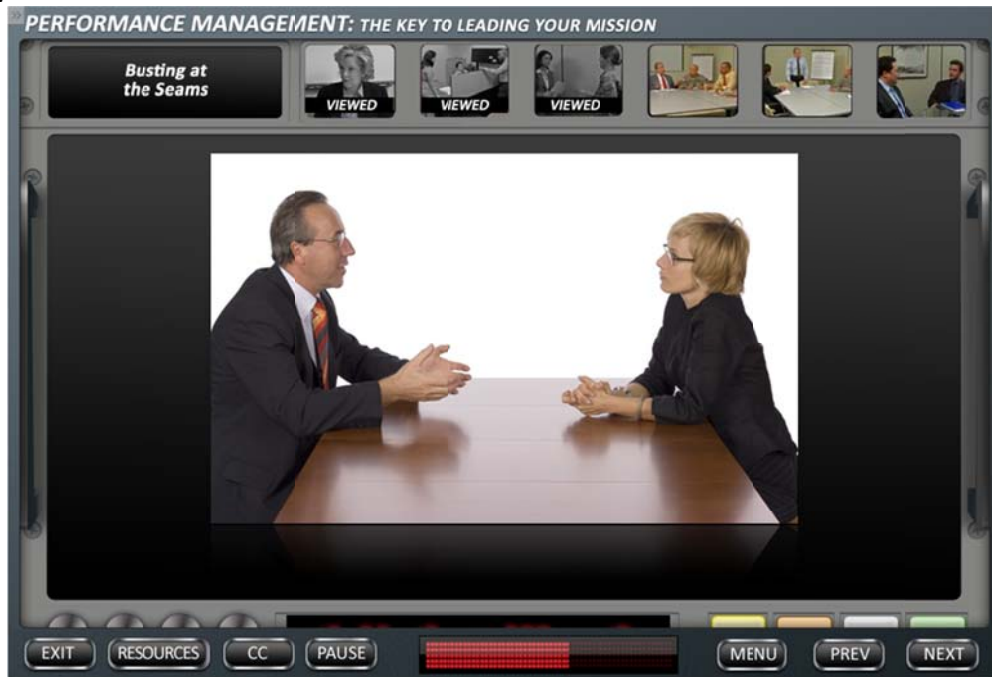 PERFORMANCE MANAGEMENT: THE KEY T0 LEADING YOUR MISSION
Busting at
the Seams
VIEWED
VIEWED
VIEWED
EXIT
RESOURCES
CC
PAUSE
MENU
PREV
NEXT